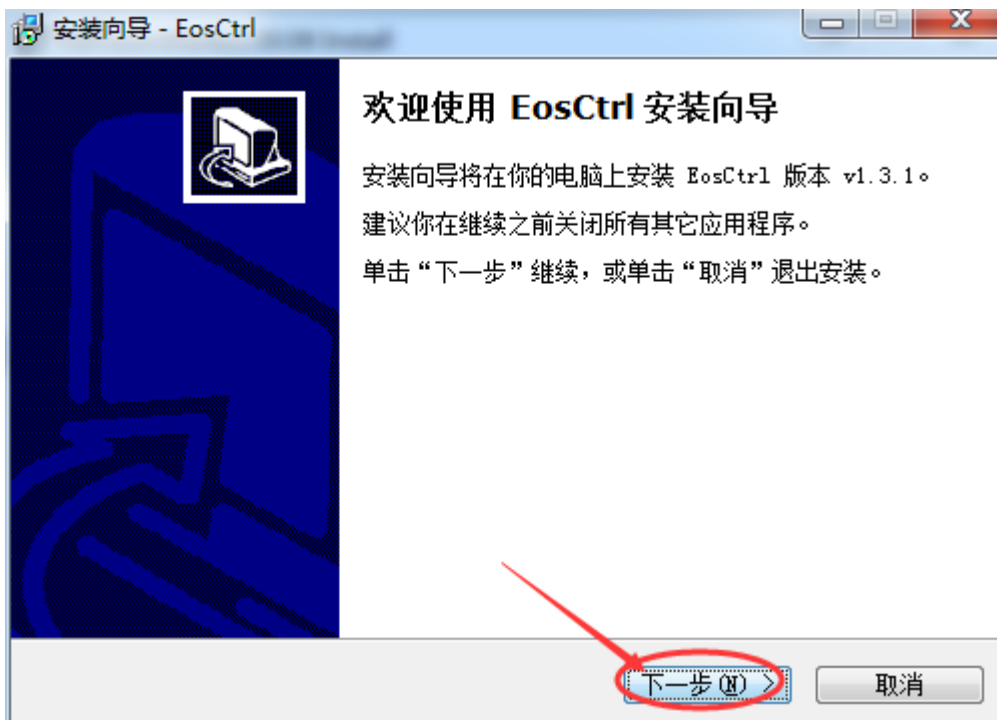 安装向导 - EosCtrl
欢迎使用 EosCtrl 安装向导
安装向导将在你的电脑上安装 EosCtrl 版本 v1.3.1。
建议你在继续之前关闭所有其它应用程序。
单击“下一步”继续，或单击“取消”退出安装。
下一步(N) >
取消